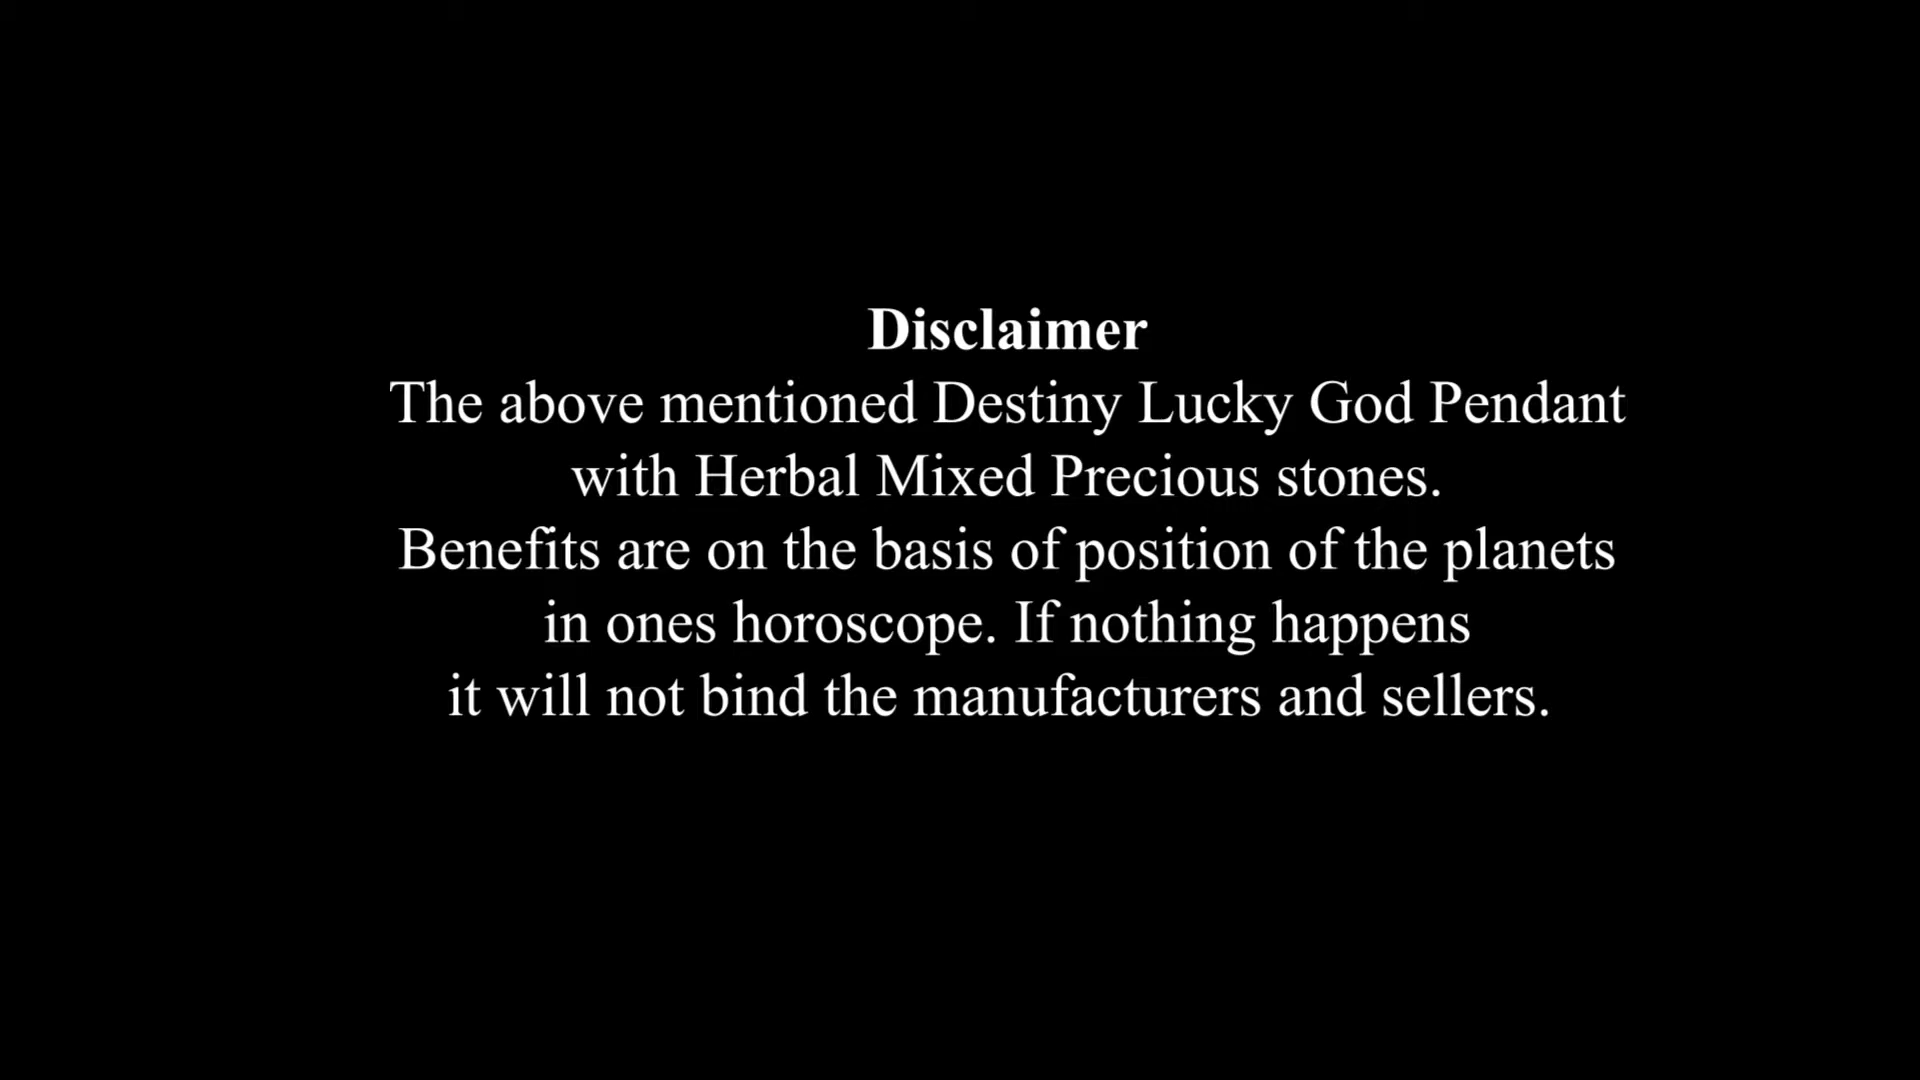 Disclaimer
The above mentioned Destiny Lucky God Pendant
with Herbal Mixed Precious stones.
Benefits are on the basis of position of the planets
in ones horoscope. If nothing happens
it will not bind the manufacturers and sellers.